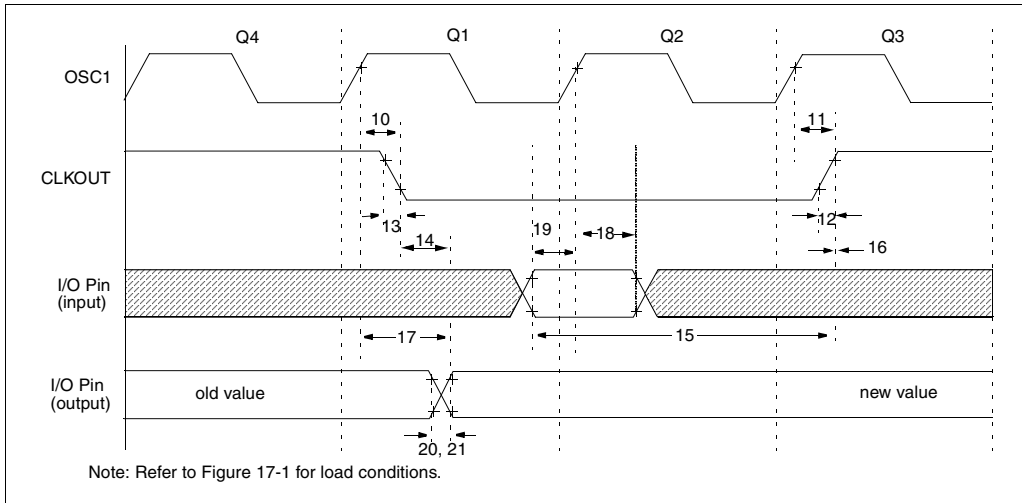 Q4 Q1 Q2 Q3
OSC1
10 11
CLKOUT
13 12
14 19 18 16
I/O Pin
(input)
17 15
I/O Pin
(output)
old value new value
20, 21
Note: Refer to Figure 17-1 for load conditions.